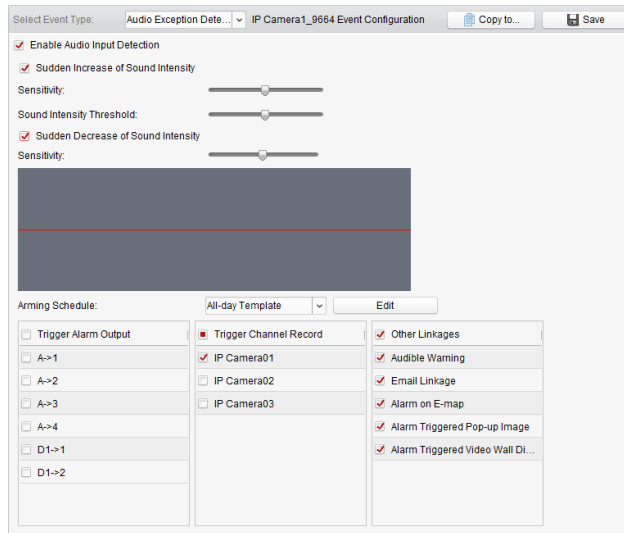 Select Event Type: Audio Exception Dete... IP Camera1_9664 Event Configuration Copy to... Save
Enable Audio Input Detection
Sudden Increase of Sound Intensity
Sensitivity:
Sound Intensity Threshold:
Sudden Decrease of Sound Intensity
Sensitivity:
Arming Schedule: All-day Template Edit
Trigger Alarm Output Trigger Channel Record Other Linkages
A->1 IP Camera01 Audible Warning
A->2 IP Camera02 Email Linkage
A->3 IP Camera03 Alarm on E-map
A->4 Alarm Triggered Pop-up Image
D1->1 Alarm Triggered Video Wall Di...
D1->2